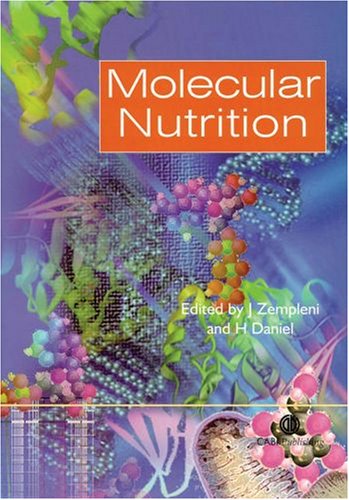 Molecular
Nutrition
Edited by J Zempleni
and H Daniel
CABI Publishing